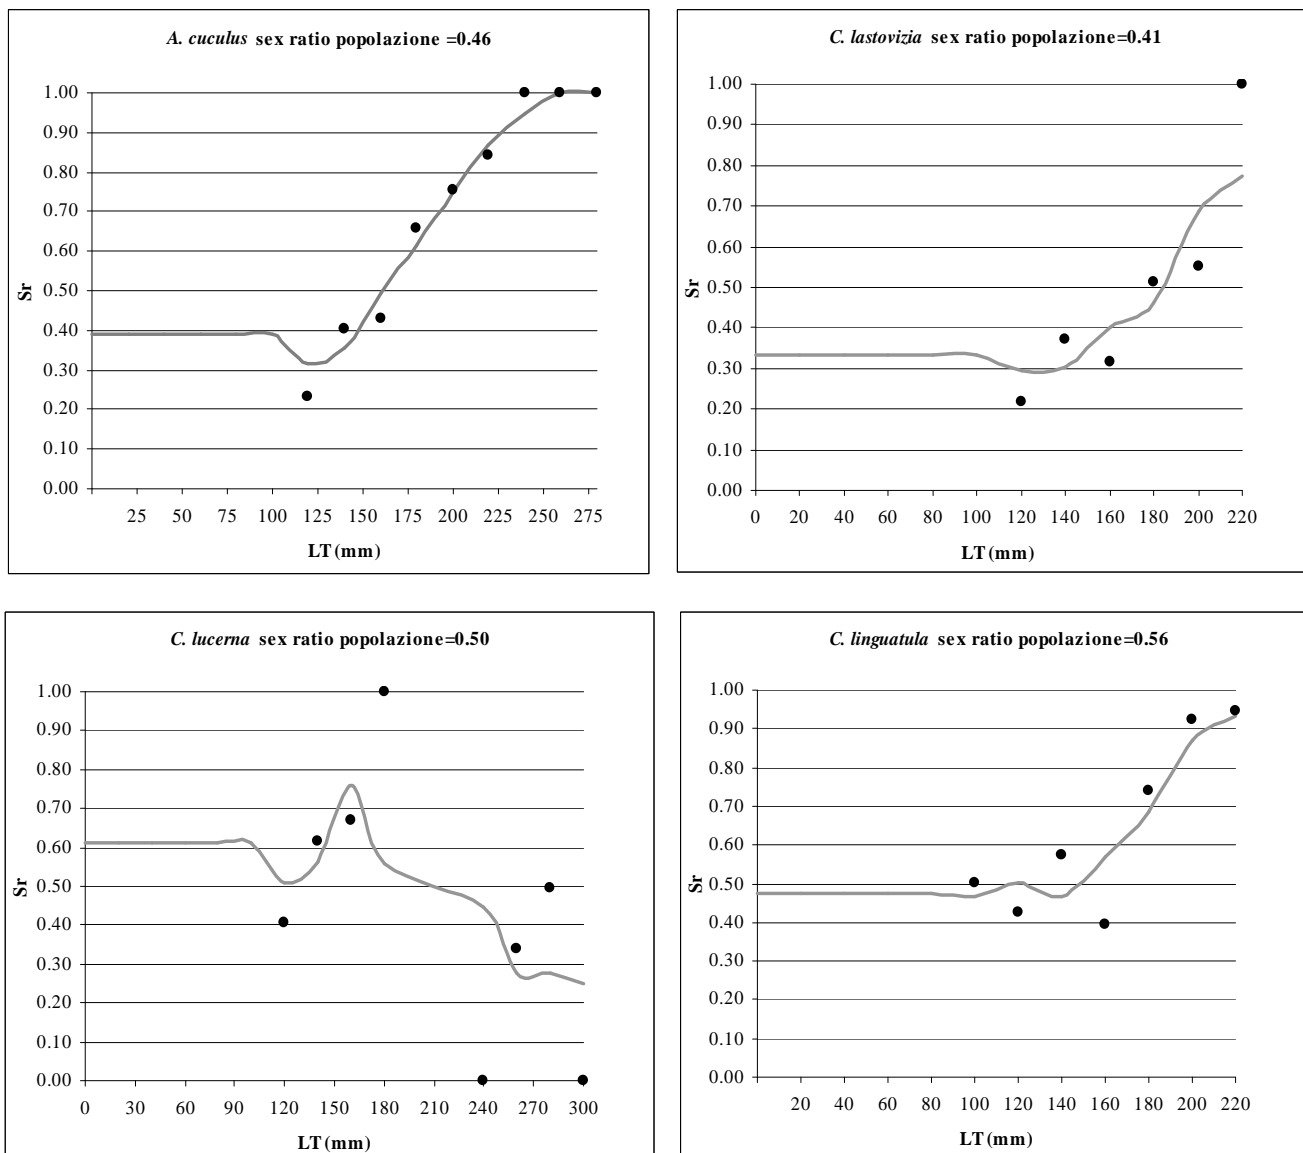 A. cuculus sex ratio popolazione =0.46
1.00
0.90
0.80
0.70
0.60
0.50
0.40
0.30
0.20
0.10
0.00
Sr
25 50 75 100 125 150 175 200 225 250 275
LT (mm)
C. lastovizia sex ratio popolazione=0.41
1.00
0.90
0.80
0.70
0.60
0.50
0.40
0.30
0.20
0.10
0.00
Sr
0 20 40 60 80 100 120 140 160 180 200 220
LT (mm)
C. lucerna sex ratio popolazione=0.50
1.00
0.90
0.80
0.70
0.60
0.50
0.40
0.30
0.20
0.10
0.00
Sr
0 30 60 90 120 150 180 210 240 270 300
LT (mm)
C. linguatula sex ratio popolazione=0.56
1.00
0.90
0.80
0.70
0.60
0.50
0.40
0.30
0.20
0.10
0.00
Sr
20 40 60 80 100 120 140 160 180 200 220
LT (mm)